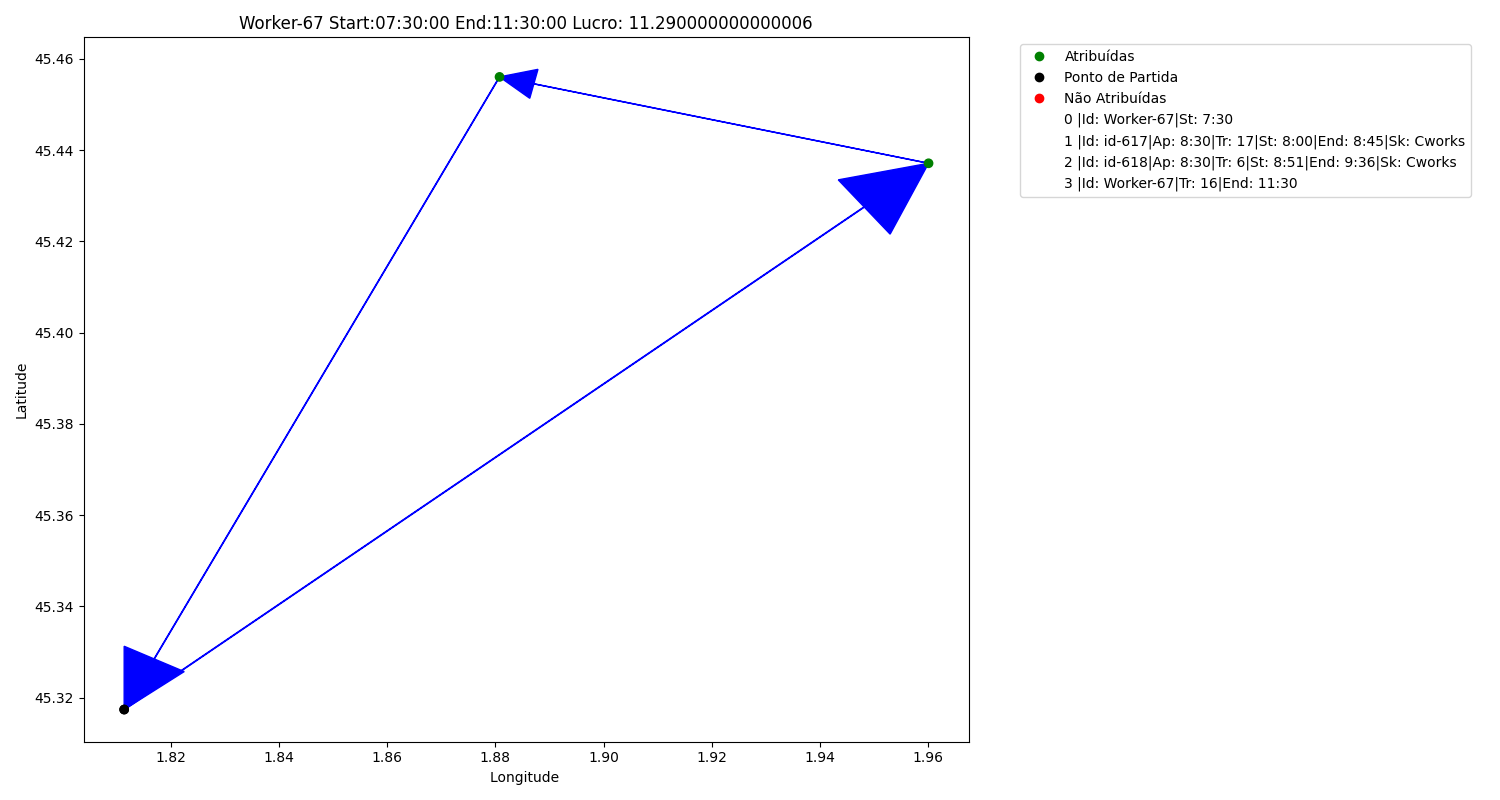 Worker-67 Start:07:30:00 End:11:30:00 Lucro: 11.290000000000006
45.46
45.44
45.42
45.40
45.38
45.36
45.34
45.32
Latitude
1.82 1.84 1.86 1.88 1.90 1.92 1.94 1.96
Longitude
Atribuídas
Ponto de Partida
Não Atribuídas
0 |Id: Worker-67|St: 7:30
1 |Id: id-617|Ap: 8:30|Tr: 17|St: 8:00|End: 8:45|Sk: Cworks
2 |Id: id-618|Ap: 8:30|Tr: 6|St: 8:51|End: 9:36|Sk: Cworks
3 |Id: Worker-67|Tr: 16|End: 11:30